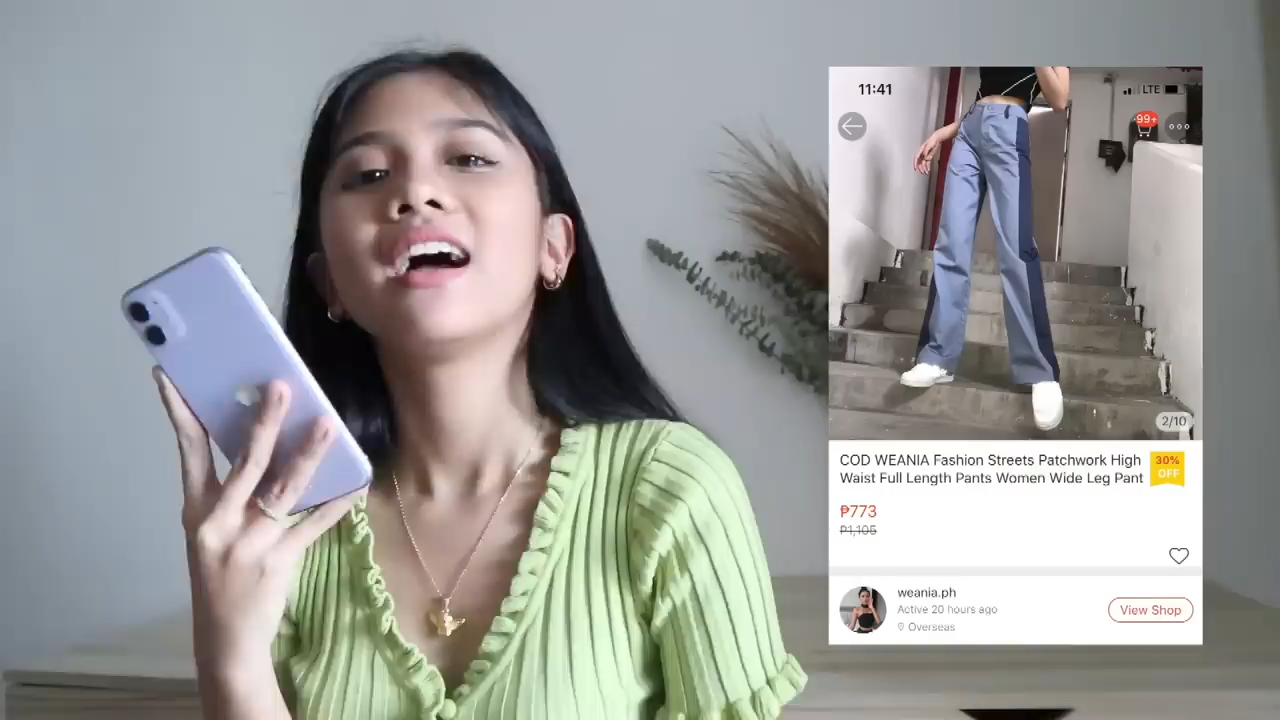 11:41
LTE
99+
2/10
COD WEANIA Fashion Streets Patchwork High
Waist Full Length Pants Women Wide Leg Pant
30%
OFF
₱773
₱1,105
weania.ph
Active 20 hours ago
Overseas
View Shop